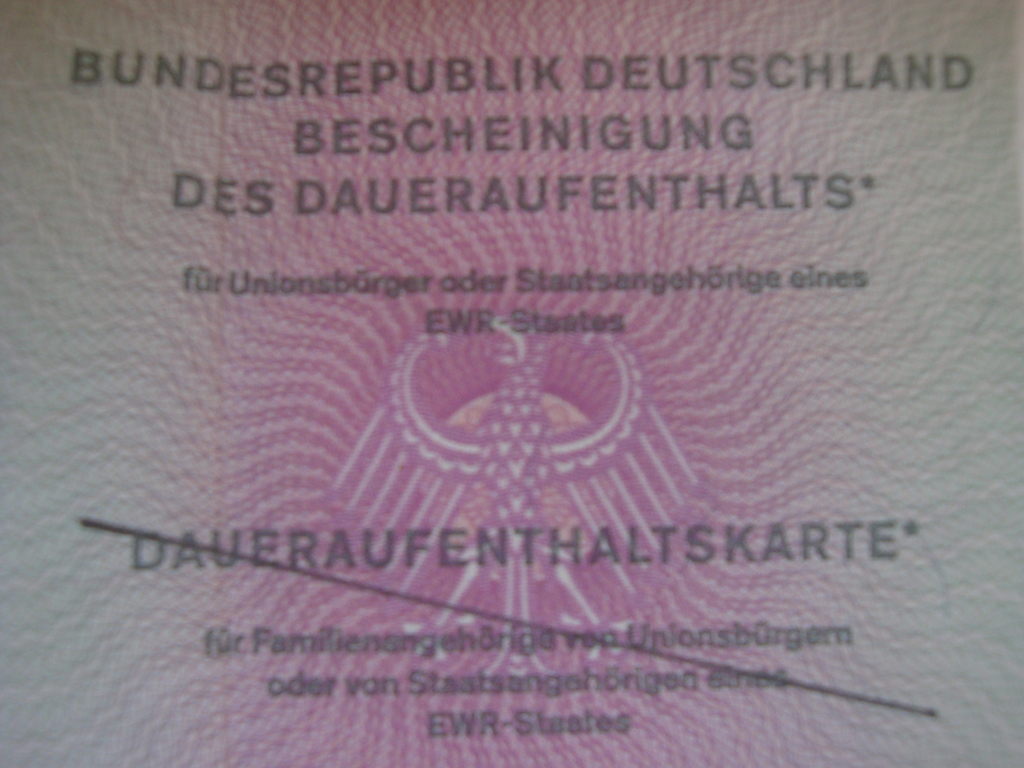 BUNDESREPUBLIK DEUTSCHLAND
BESCHEINIGUNG
DES DAUERAUFENTHALTS*
für Unionsbürger oder Staatsangehörige eines
EWR-Staates
DAUERAUFENTHALTSKARTE*
für Familienangehörige von Unionsbürgern
oder von Staatsangehörigen eines
EWR-Staates